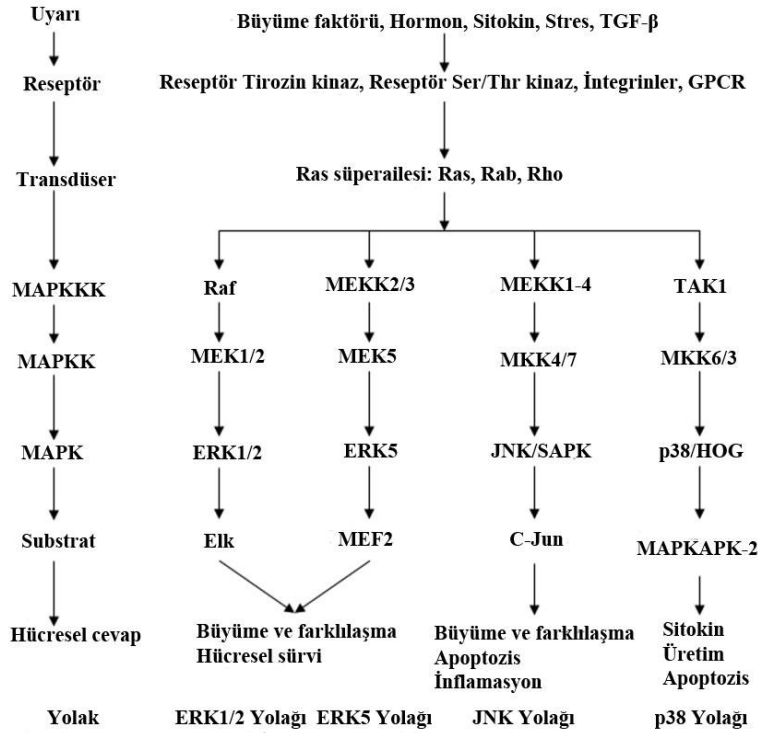 Uyarı Büyüme faktörü, Hormon, Sitokin, Stres, TGF-β
Reseptör Reseptör Tirozin kinaz, Reseptör Ser/Thr kinaz, İntegrinler, GPCR
Transdüser Ras süperailesi: Ras, Rab, Rho
MAPKKK Raf MEKK2/3 MEKK1-4 TAK1
MAPKK MEK1/2 MEK5 MKK4/7 MKK6/3
MAPK ERK1/2 ERK5 JNK/SAPK p38/HOG
Substrat Elk MEF2 C-Jun MAPKAPK-2
Hücresel cevap
Büyüme ve farklılaşma
Hücresel sürvi
Büyüme ve farklılaşma
Apoptozis
İnflamasyon
Sitokin
Üretim
Apoptozis
Yolak ERK1/2 Yolağı ERK5 Yolağı JNK Yolağı p38 Yolağı